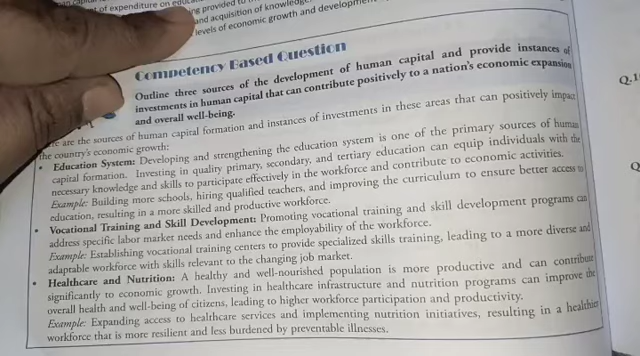 of expenditure on
ing provided to
and acquisition of knowledge
levels of economic growth and
Competency Based Question
Outline three sources of the development of human capital and provide instances of
investments in human capital that can contribute positively to a nation's economic expansion
and overall well-being.
are the sources of human capital formation and instances of investments in these areas that can positively impact
the country's economic growth:
• Education System: Developing and strengthening the education system is one of the primary sources of human
capital formation. Investing in quality primary, secondary, and tertiary education can equip individuals with the
necessary knowledge and skills to participate effectively in the workforce and contribute to economic activities.
Example: Building more schools, hiring qualified teachers, and improving the curriculum to ensure better access to
education, resulting in a more skilled and productive workforce.
• Vocational Training and Skill Development: Promoting vocational training and skill development programs can
address specific labor market needs and enhance the employability of the workforce.
Example: Establishing vocational training centers to provide specialized skills training, leading to a more diverse and
adaptable workforce with skills relevant to the changing job market.
• Healthcare and Nutrition: A healthy and well-nourished population is more productive and can contribute
significantly to economic growth. Investing in healthcare infrastructure and nutrition programs can improve the
overall health and well-being of citizens, leading to higher workforce participation and productivity.
Example: Expanding access to healthcare services and implementing nutrition initiatives, resulting in a healthier
workforce that is more resilient and less burdened by preventable illnesses.
Q.1
Q